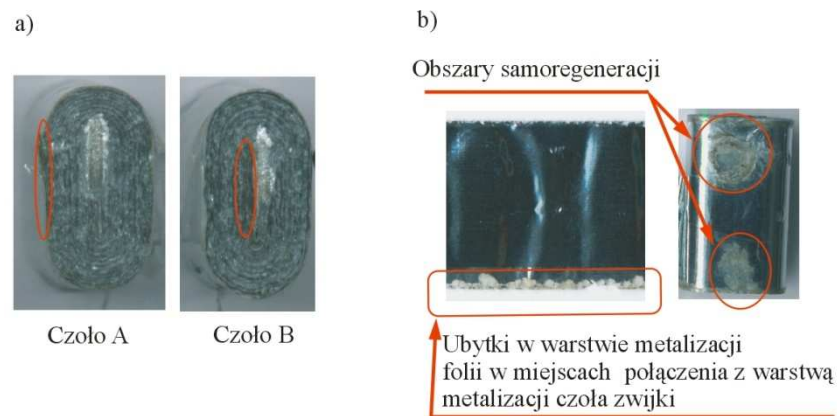 a)
b)
Obszary samoregeneracji
Czoło A
Czoło B
Ubytki w warstwie metalizacji
folii w miejscach połączenia z warstwą
metalizacji czoła zwijki